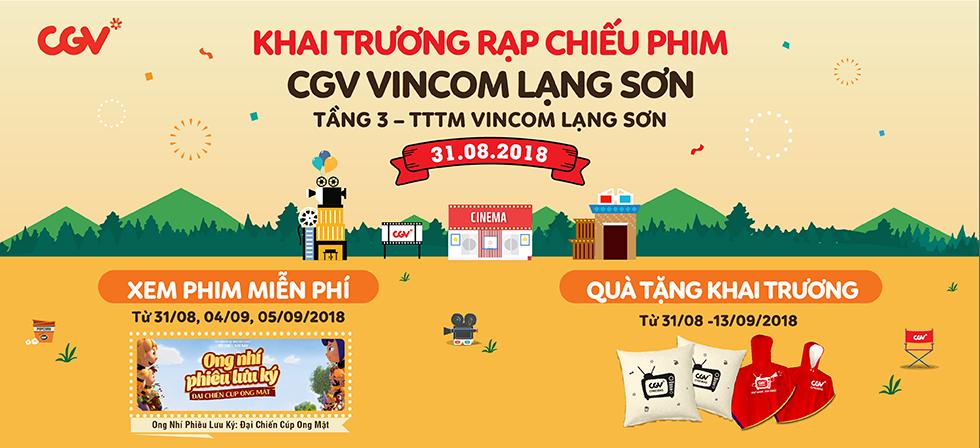 CGV
KHAI TRƯƠNG RẠP CHIẾU PHIM
CGV VINCOM LẠNG SƠN
TẦNG 3 – TTTM VINCOM LẠNG SƠN
31.08.2018
CGV
CINEMA
XEM PHIM MIỄN PHÍ
Từ 31/08, 04/09, 05/09/2018
Ong nhí
phiêu lưu ký
ĐẠI CHIẾN CÚP ONG MẬT
Ong Nhí Phiêu Lưu Ký: Đại Chiến Cúp Ong Mật
QUÀ TẶNG KHAI TRƯƠNG
Từ 31/08 -13/09/2018
CGV
CGV
CGV
CGV
POPCORN
CGV